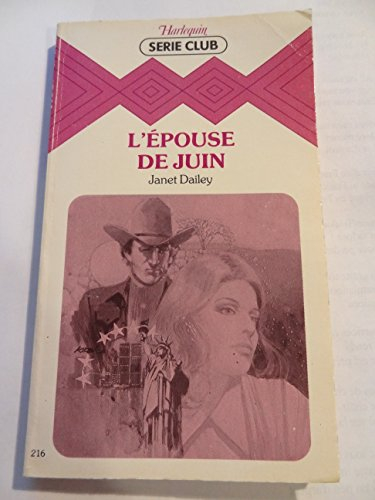 Harlequin
SERIE CLUB
L'ÉPOUSE
DE JUIN
Janet Dailey
216